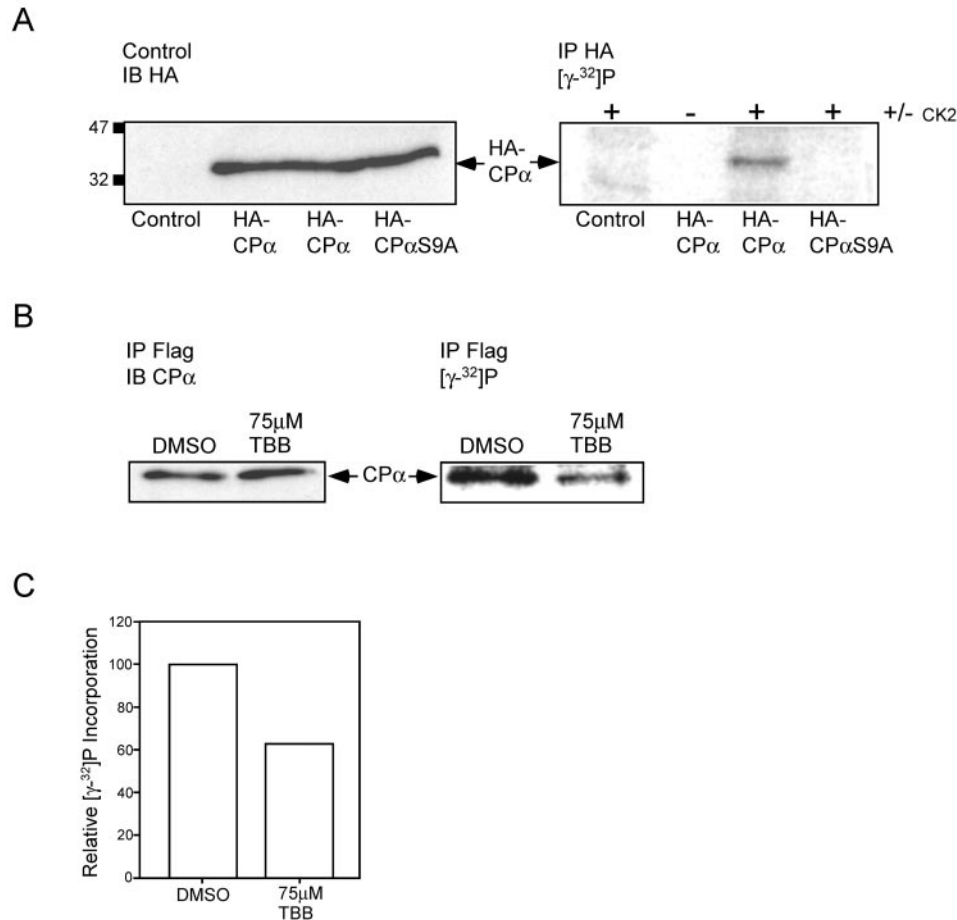 A
Control
IB HA
47
32
Control
HA-
CPα
HA-
CPα
HA-
CPαS9A
HA-
CPα
IP HA
[γ-³²]P
+ - + + +/- CK2
Control
HA-
CPα
HA-
CPα
HA-
CPαS9A
B
IP Flag
IB CPα
DMSO
75μM
TBB
CPα
IP Flag
[γ-³²]P
DMSO
75μM
TBB
C
Relative [γ-³²]P Incorporation
120
100
80
60
40
20
0
DMSO
75μM
TBB